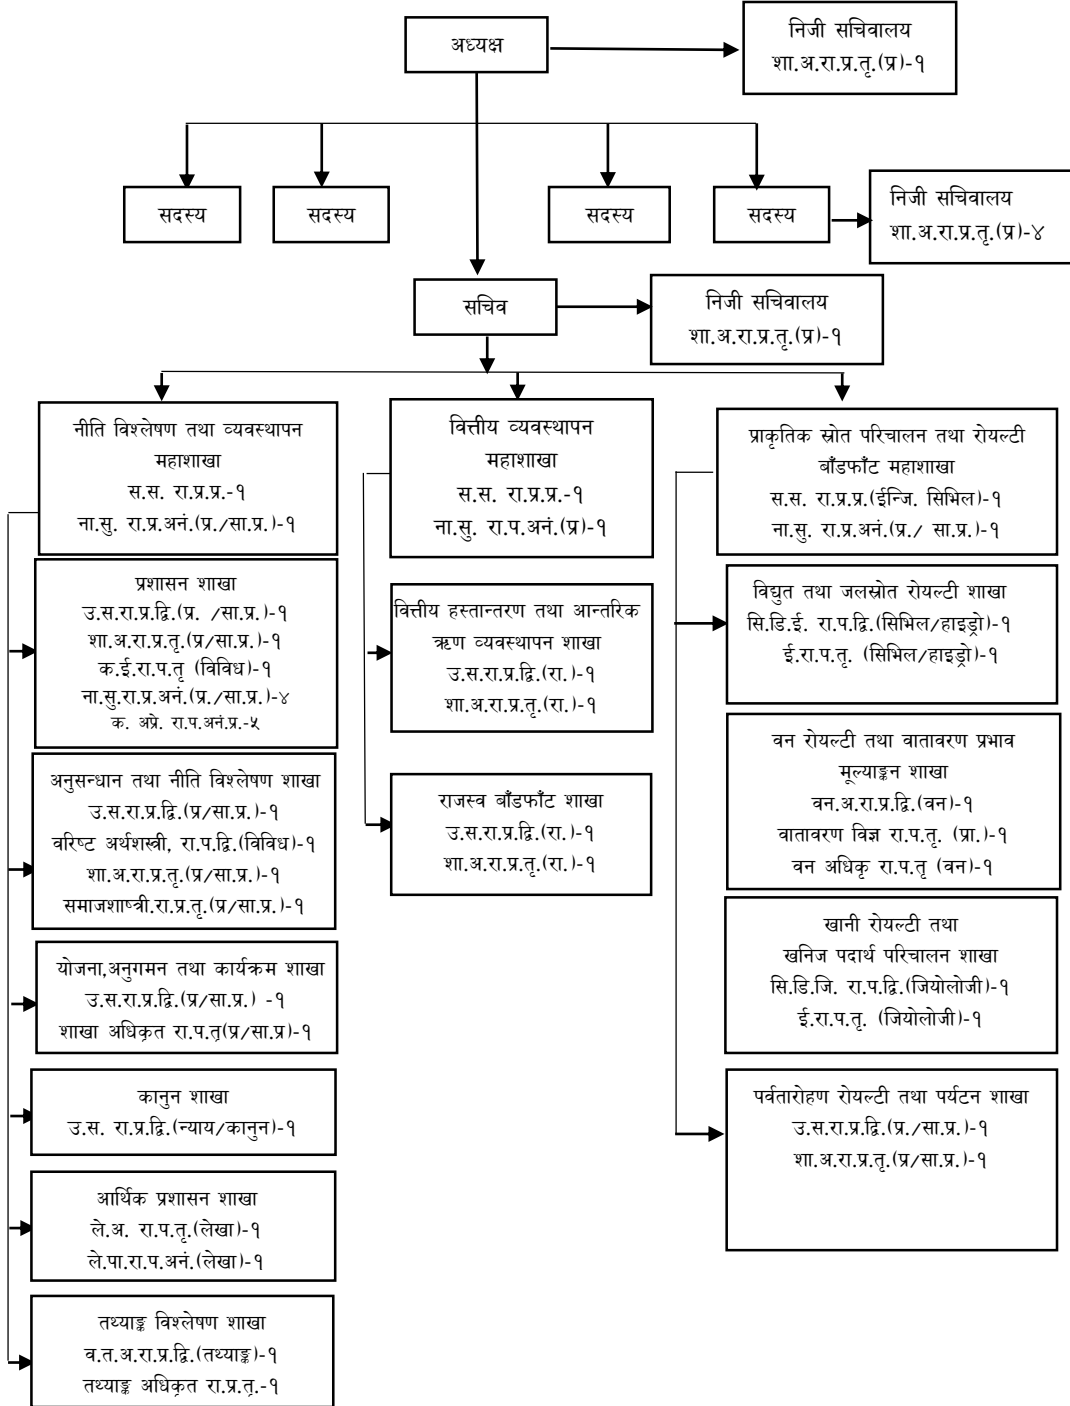 अध्यक्ष
निजी सचिवालय
शा.अ.रा.प्र.तृ.(प्र)-१
सदस्य
सदस्य
सदस्य
सदस्य
निजी सचिवालय
शा.अ.रा.प्र.तृ.(प्र)-४
सचिव
निजी सचिवालय
शा.अ.रा.प्र.तृ.(प्र)-१
नीति विश्लेषण तथा व्यवस्थापन
महाशाखा
स.स. रा.प्र.प्र.-१
ना.सु. रा.प्र.अनं.(प्र./सा.प्र.)-१
प्रशासन शाखा
उ.स.रा.प्र.द्वि.(प्र. /सा.प्र.)-१
शा.अ.रा.प्र.तृ.(प्र/सा.प्र.)-१
क.ई.रा.प.तृ (विविध)-१
ना.सु.रा.प्र.अनं.(प्र./सा.प्र.)-४
क. अप्रे. रा.प.अनं.प्र.-५
अनुसन्धान तथा नीति विश्लेषण शाखा
उ.स.रा.प्र.द्वि.(प्र/सा.प्र.)-१
वरिष्ट अर्थशस्त्री, रा.प.द्वि.(विविध)-१
शा.अ.रा.प्र.तृ.(प्र/सा.प्र.)-१
समाजशाष्त्री.रा.प्र.तृ.(प्र/सा.प्र.)-१
योजना,अनुगमन तथा कार्यक्रम शाखा
उ.स.रा.प्र.द्वि.(प्र/सा.प्र.) -१
शाखा अधिकृत रा.प.तृ(प्र/सा.प्र)-१
कानुन शाखा
उ.स. रा.प्र.द्वि.(न्याय/कानुन)-१
आर्थिक प्रशासन शाखा
ले.अ. रा.प.तृ.(लेखा)-१
ले.पा.रा.प.अनं.(लेखा)-१
तथ्याङ्क विश्लेषण शाखा
व.त.अ.रा.प्र.द्वि.(तथ्याङ्क)-१
तथ्याङ्क अधिकृत रा.प्र.तृ.-१
वित्तीय व्यवस्थापन
महाशाखा
स.स. रा.प्र.प्र.-१
ना.सु. रा.प.अनं.(प्र)-१
वित्तीय हस्तान्तरण तथा आन्तरिक
ऋण व्यवस्थापन शाखा
उ.स.रा.प्र.द्वि.(रा.)-१
शा.अ.रा.प्र.तृ.(रा.)-१
राजस्व बाँडफाँट शाखा
उ.स.रा.प्र.द्वि.(रा.)-१
शा.अ.रा.प्र.तृ.(रा.)-१
प्राकृतिक स्रोत परिचालन तथा रोयल्टी
बाँडफाँट महाशाखा
स.स. रा.प्र.प्र.(ईन्जि. सिभिल)-१
ना.सु. रा.प्र.अनं.(प्र./ सा.प्र.)-१
विद्युत तथा जलस्रोत रोयल्टी शाखा
सि.डि.ई. रा.प.द्वि.(सिभिल/हाइड्रो)-१
ई.रा.प.तृ. (सिभिल/हाइड्रो)-१
वन रोयल्टी तथा वातावरण प्रभाव
मूल्याङ्कन शाखा
वन.अ.रा.प्र.द्वि.(वन)-१
वातावरण विज्ञ रा.प.तृ. (प्रा.)-१
वन अधिकृ रा.प.तृ (वन)-१
खानी रोयल्टी तथा
खनिज पदार्थ परिचालन शाखा
सि.डि.जि. रा.प.द्वि.(जियोलोजी)-१
ई.रा.प.तृ. (जियोलोजी)-१
पर्वतारोहण रोयल्टी तथा पर्यटन शाखा
उ.स.रा.प्र.द्वि.(प्र./सा.प्र.)-१
शा.अ.रा.प्र.तृ.(प्र/सा.प्र.)-१